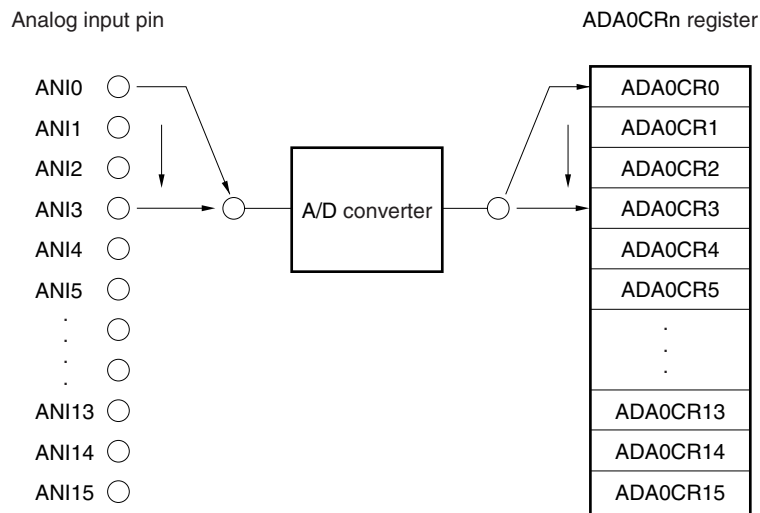 Analog input pin
ADA0CRn register
ANI0
ANI1
ANI2
ANI3
ANI4
ANI5
.
.
.
.
ANI13
ANI14
ANI15
A/D converter
ADA0CR0
ADA0CR1
ADA0CR2
ADA0CR3
ADA0CR4
ADA0CR5
.
.
.
ADA0CR13
ADA0CR14
ADA0CR15